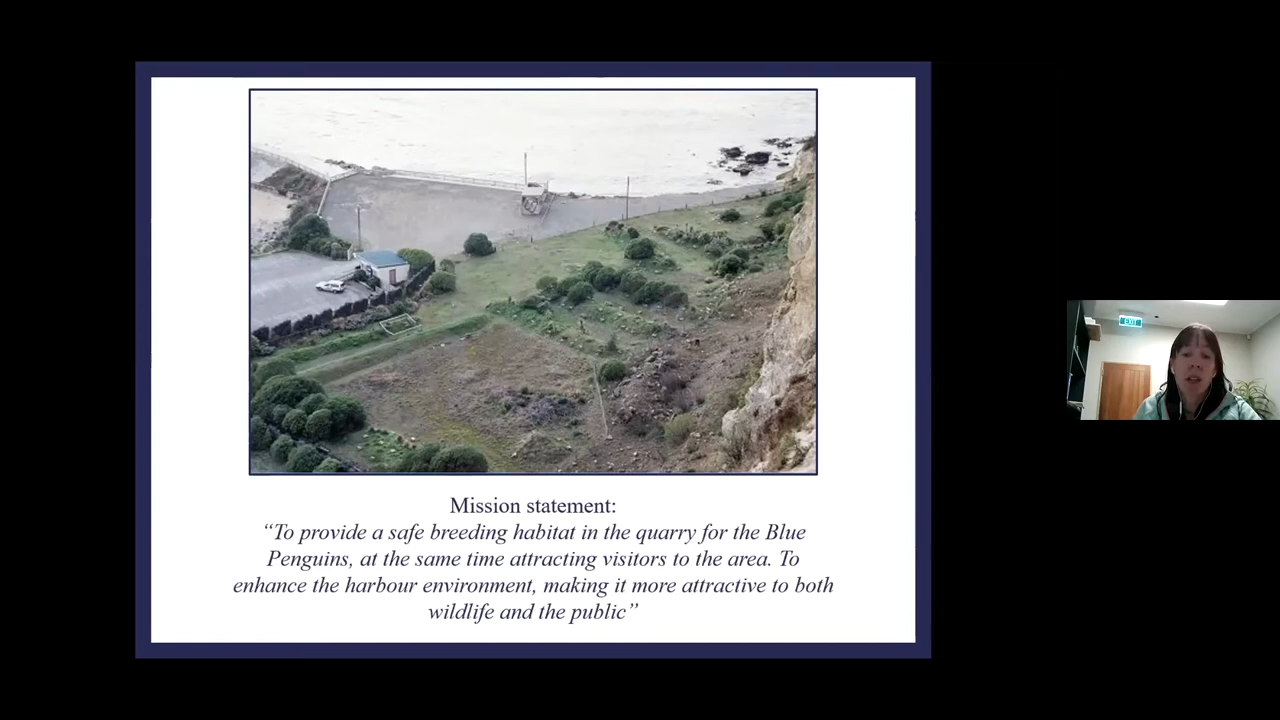 Mission statement:
“To provide a safe breeding habitat in the quarry for the Blue
Penguins, at the same time attracting visitors to the area. To
enhance the harbour environment, making it more attractive to both
wildlife and the public”
EXIT